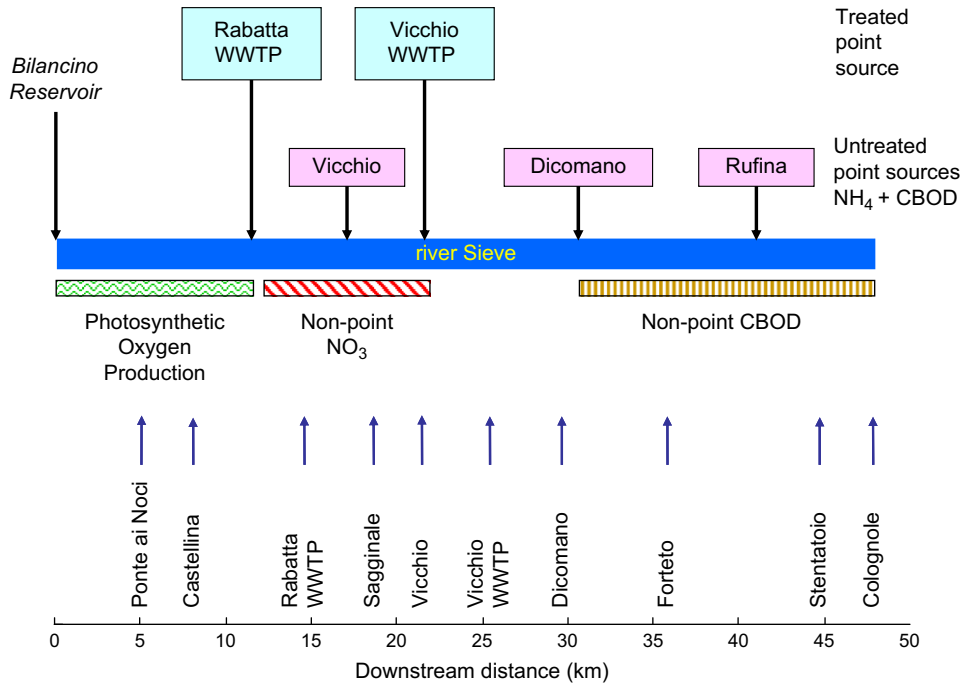 Bilancino
Reservoir
Rabatta
WWTP
Vicchio
WWTP
Treated
point
source
Vicchio
Dicomano
Rufina
Untreated
point sources
NH₄ + CBOD
river Sieve
Photosynthetic
Oxygen
Production
Non-point
NO₃
Non-point CBOD
Ponte ai Noci
Castellina
Rabatta
WWTP
Sagginale
Vicchio
Vicchio
WWTP
Dicomano
Forteto
Stentatoio
Colognole
0 5 10 15 20 25 30 35 40 45 50
Downstream distance (km)